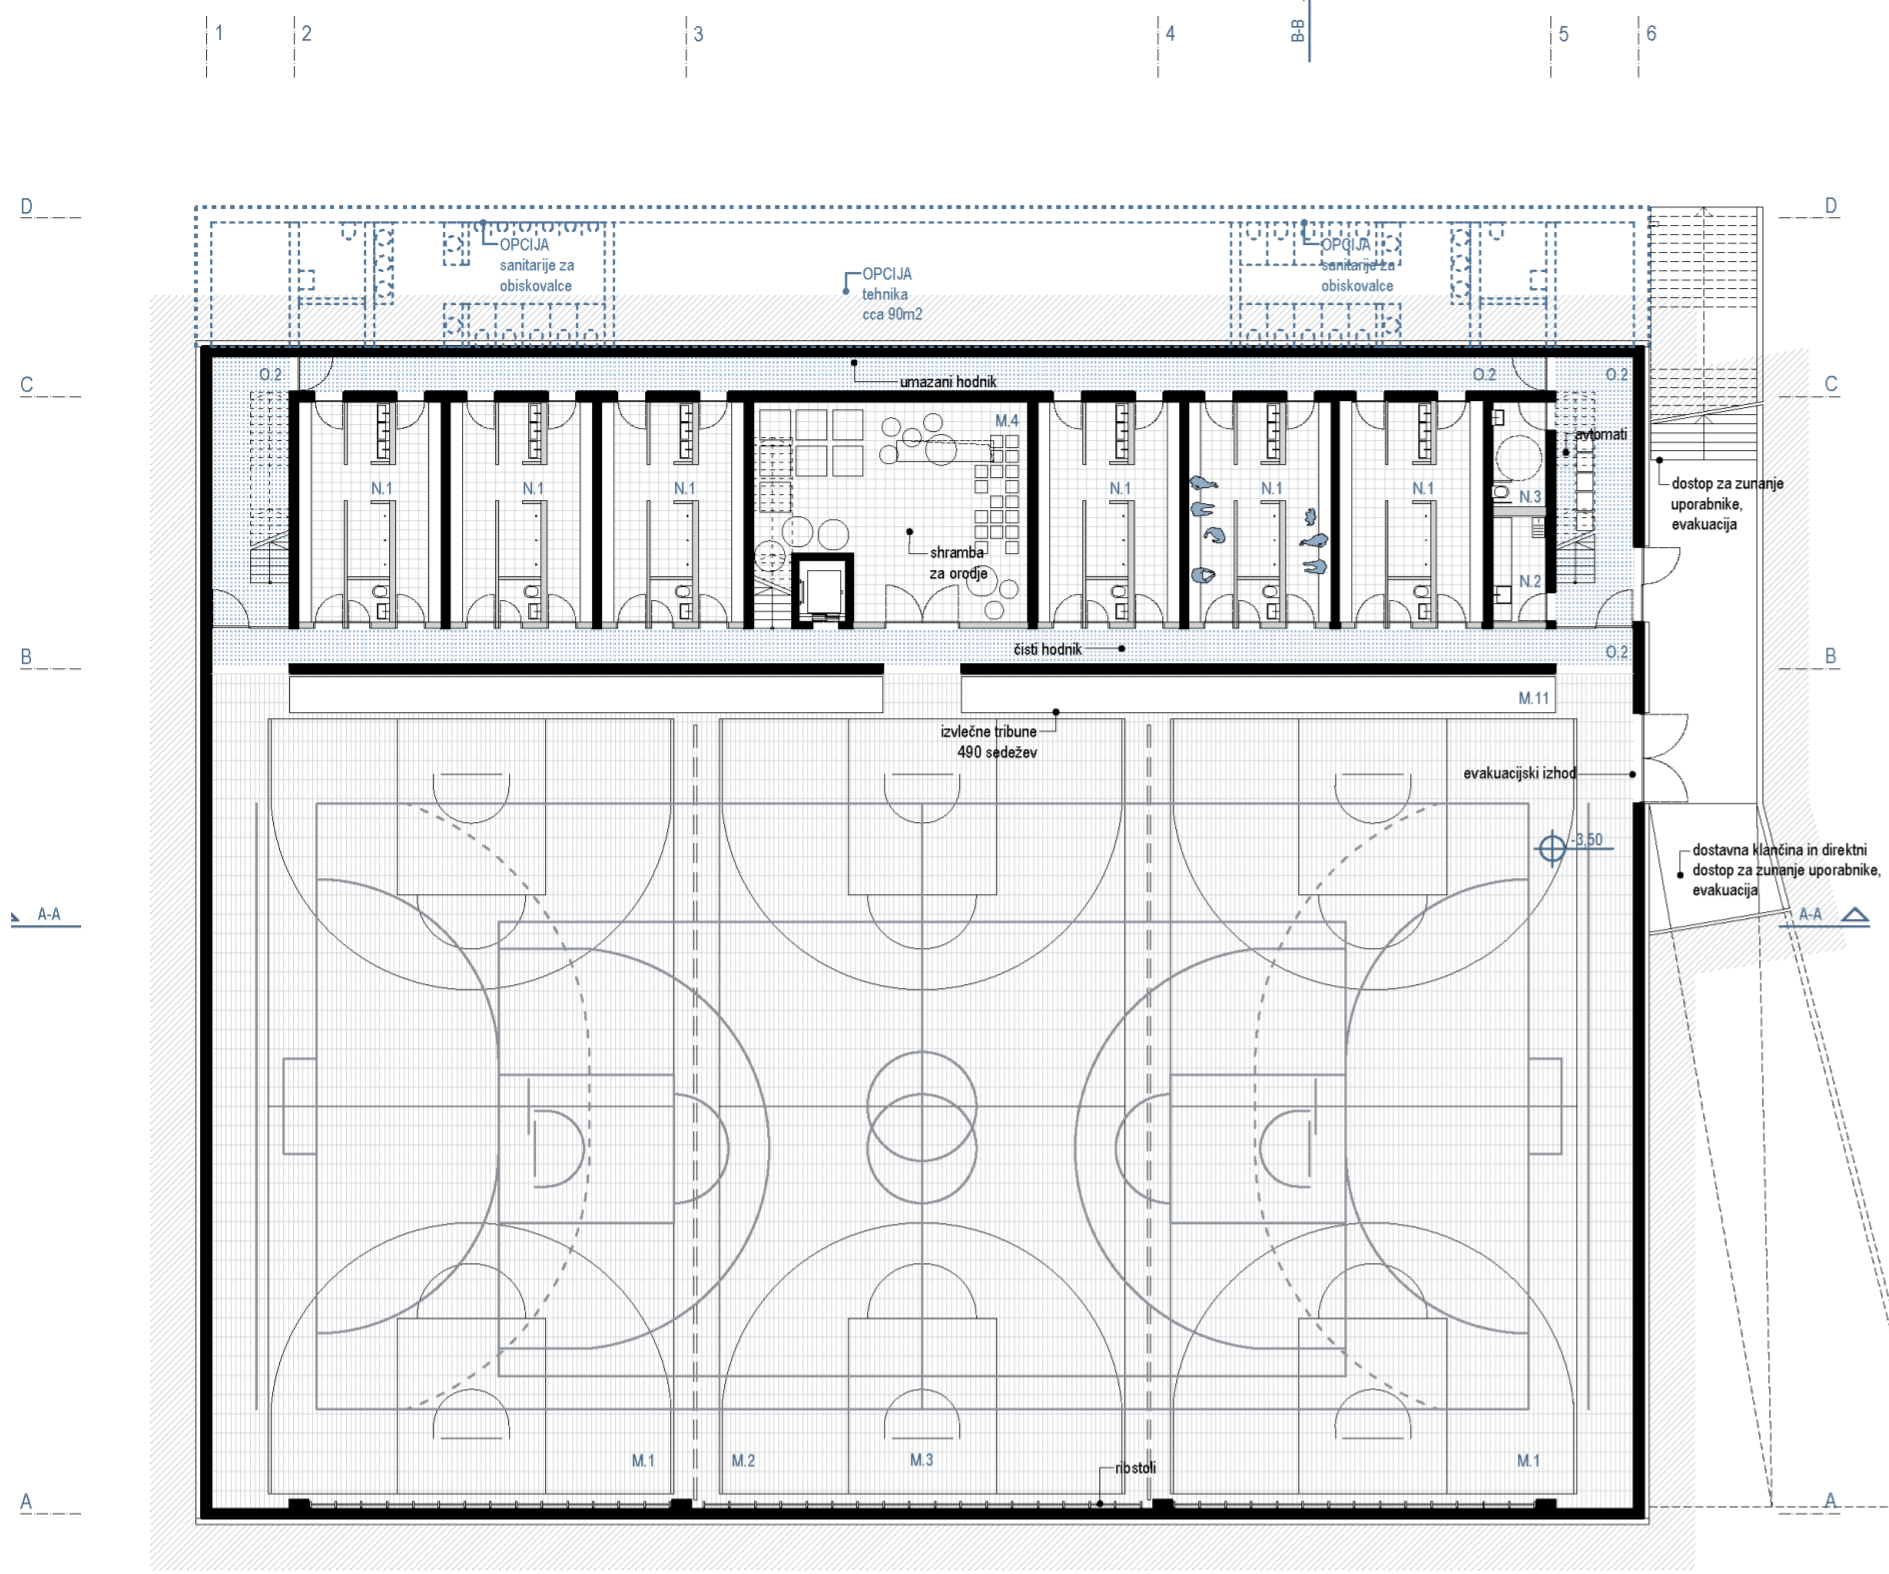 1
2
3
4
B-B
5
6
D
D
OPCIJA
sanitarije za
obiskovalce
OPCIJA
tehnika
cca 90m2
OPCIJA
sanitarije za
obiskovalce
C
C
O.2
umazani hodnik
O.2
O.2
M.4
avtomati
N.1
N.1
N.1
N.1
N.1
N.1
N.3
dostop za zunanje
uporabnike,
evakuacija
shramba
za orodje
N.2
B
B
čisti hodnik
O.2
M.11
izvlečne tribune
490 sedežev
evakuacijski izhod
-3,50
dostavna klančina in direktni
dostop za zunanje uporabnike,
evakuacija
A-A
A-A
M.1
M.2
M.3
M.1
ribstoli
A
A